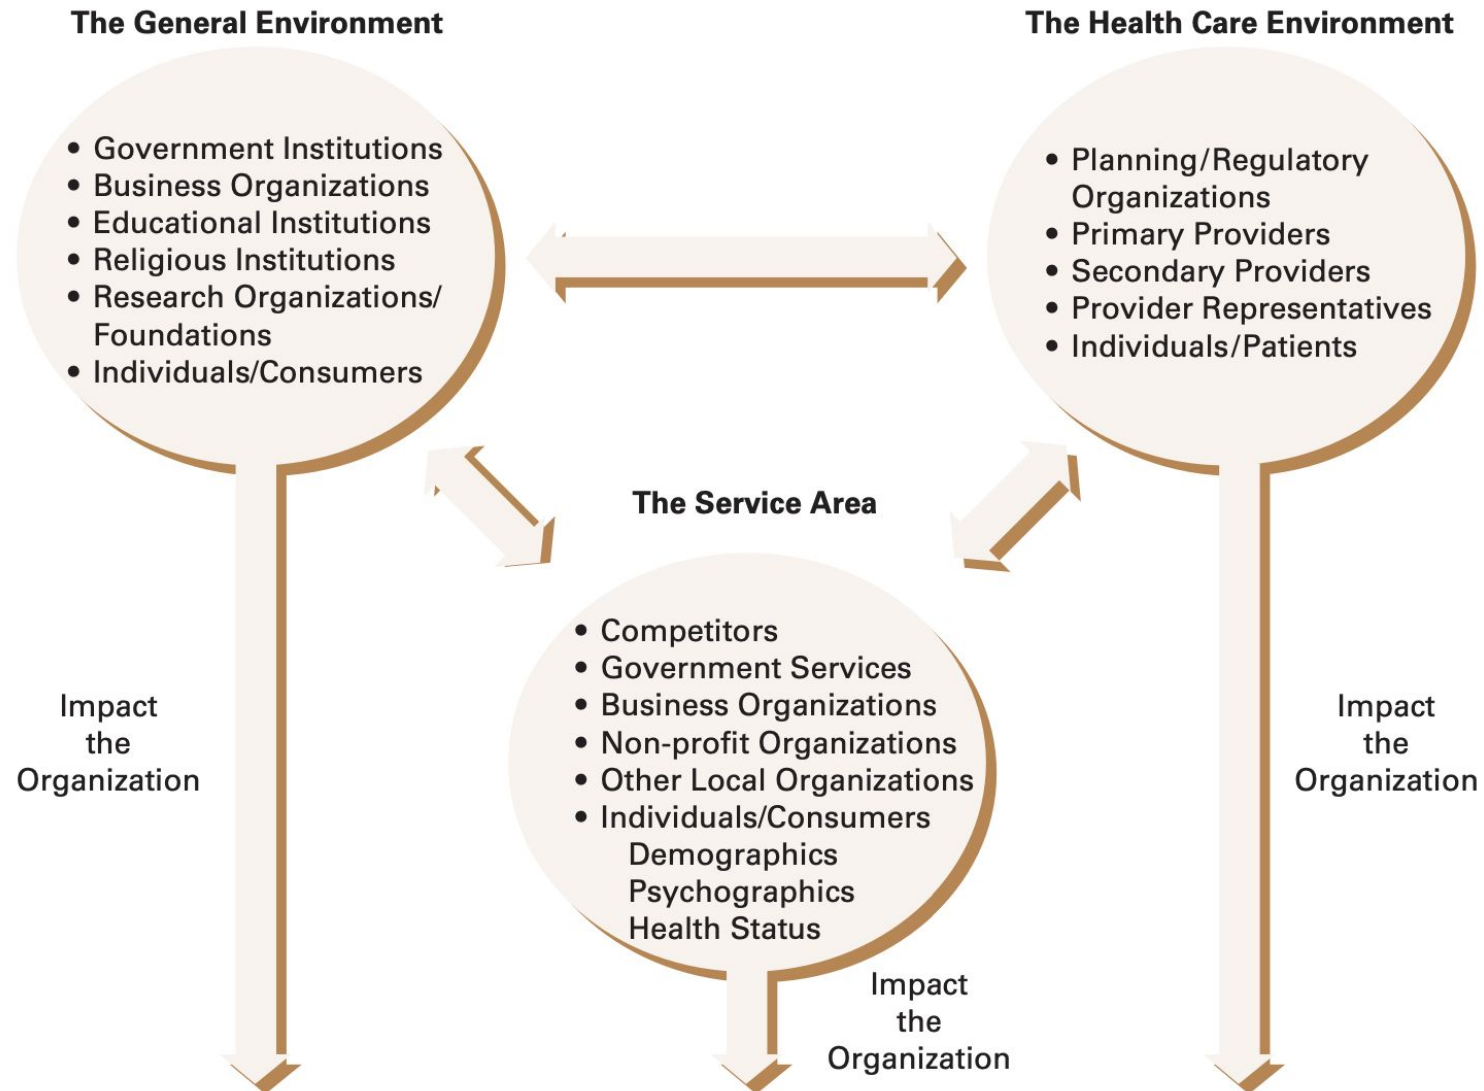 The General Environment
• Government Institutions
• Business Organizations
• Educational Institutions
• Religious Institutions
• Research Organizations/
Foundations
• Individuals/Consumers
The Health Care Environment
• Planning/Regulatory
Organizations
• Primary Providers
• Secondary Providers
• Provider Representatives
• Individuals/Patients
The Service Area
• Competitors
• Government Services
• Business Organizations
• Non-profit Organizations
• Other Local Organizations
• Individuals/Consumers
Demographics
Psychographics
Health Status
Impact
the
Organization
Impact
the
Organization
Impact
the
Organization